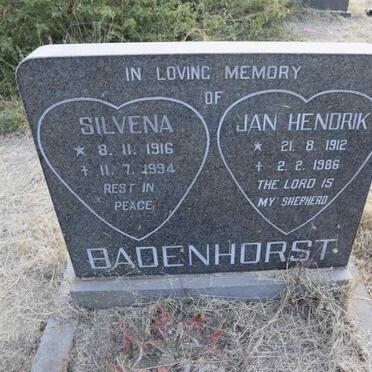 IN LOVING MEMORY
OF
SILVENA
* 8. 11. 1916
† 11. 7. 1994
REST IN
PEACE
JAN HENDRIK
* 21. 8. 1912
† 2. 2. 1986
THE LORD IS
MY SHEPHERD
BADENHORST